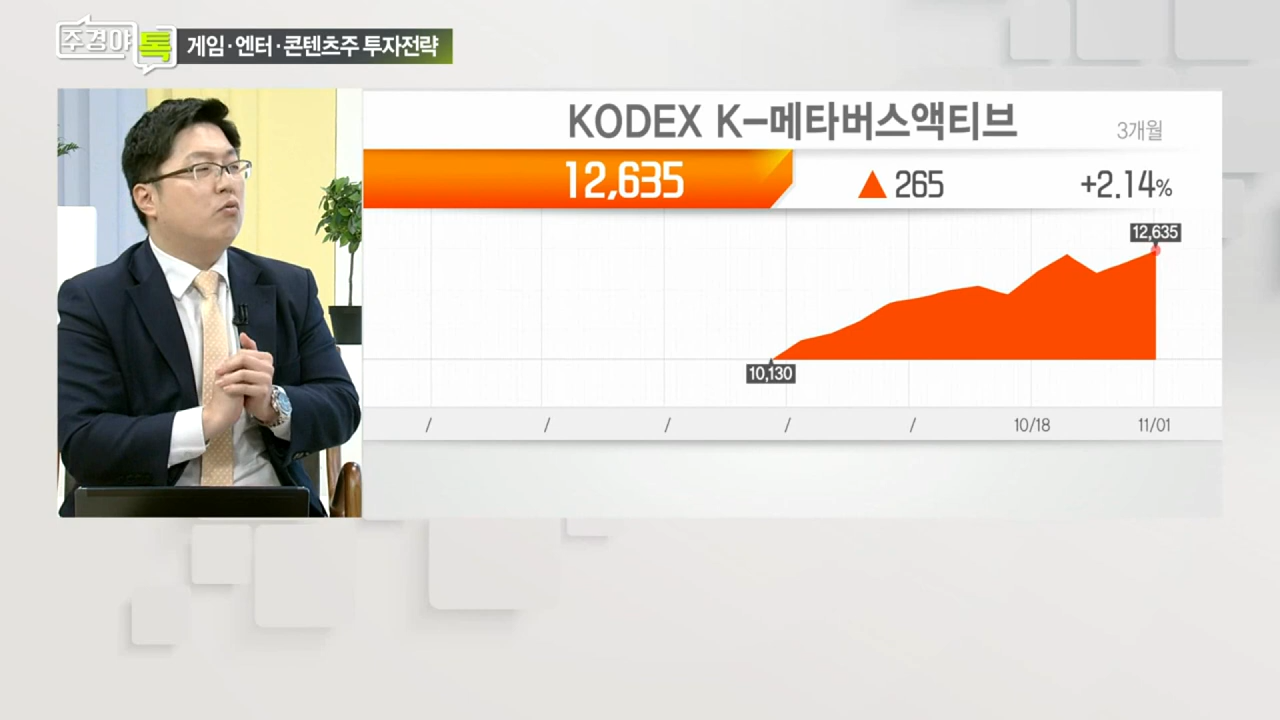 주경야톡
게임·엔터·콘텐츠주 투자전략
KODEX K-메타버스액티브
3개월
12,635
▲ 265
+2.14%
12,635
10,130
/ / / / / 10/18 11/01